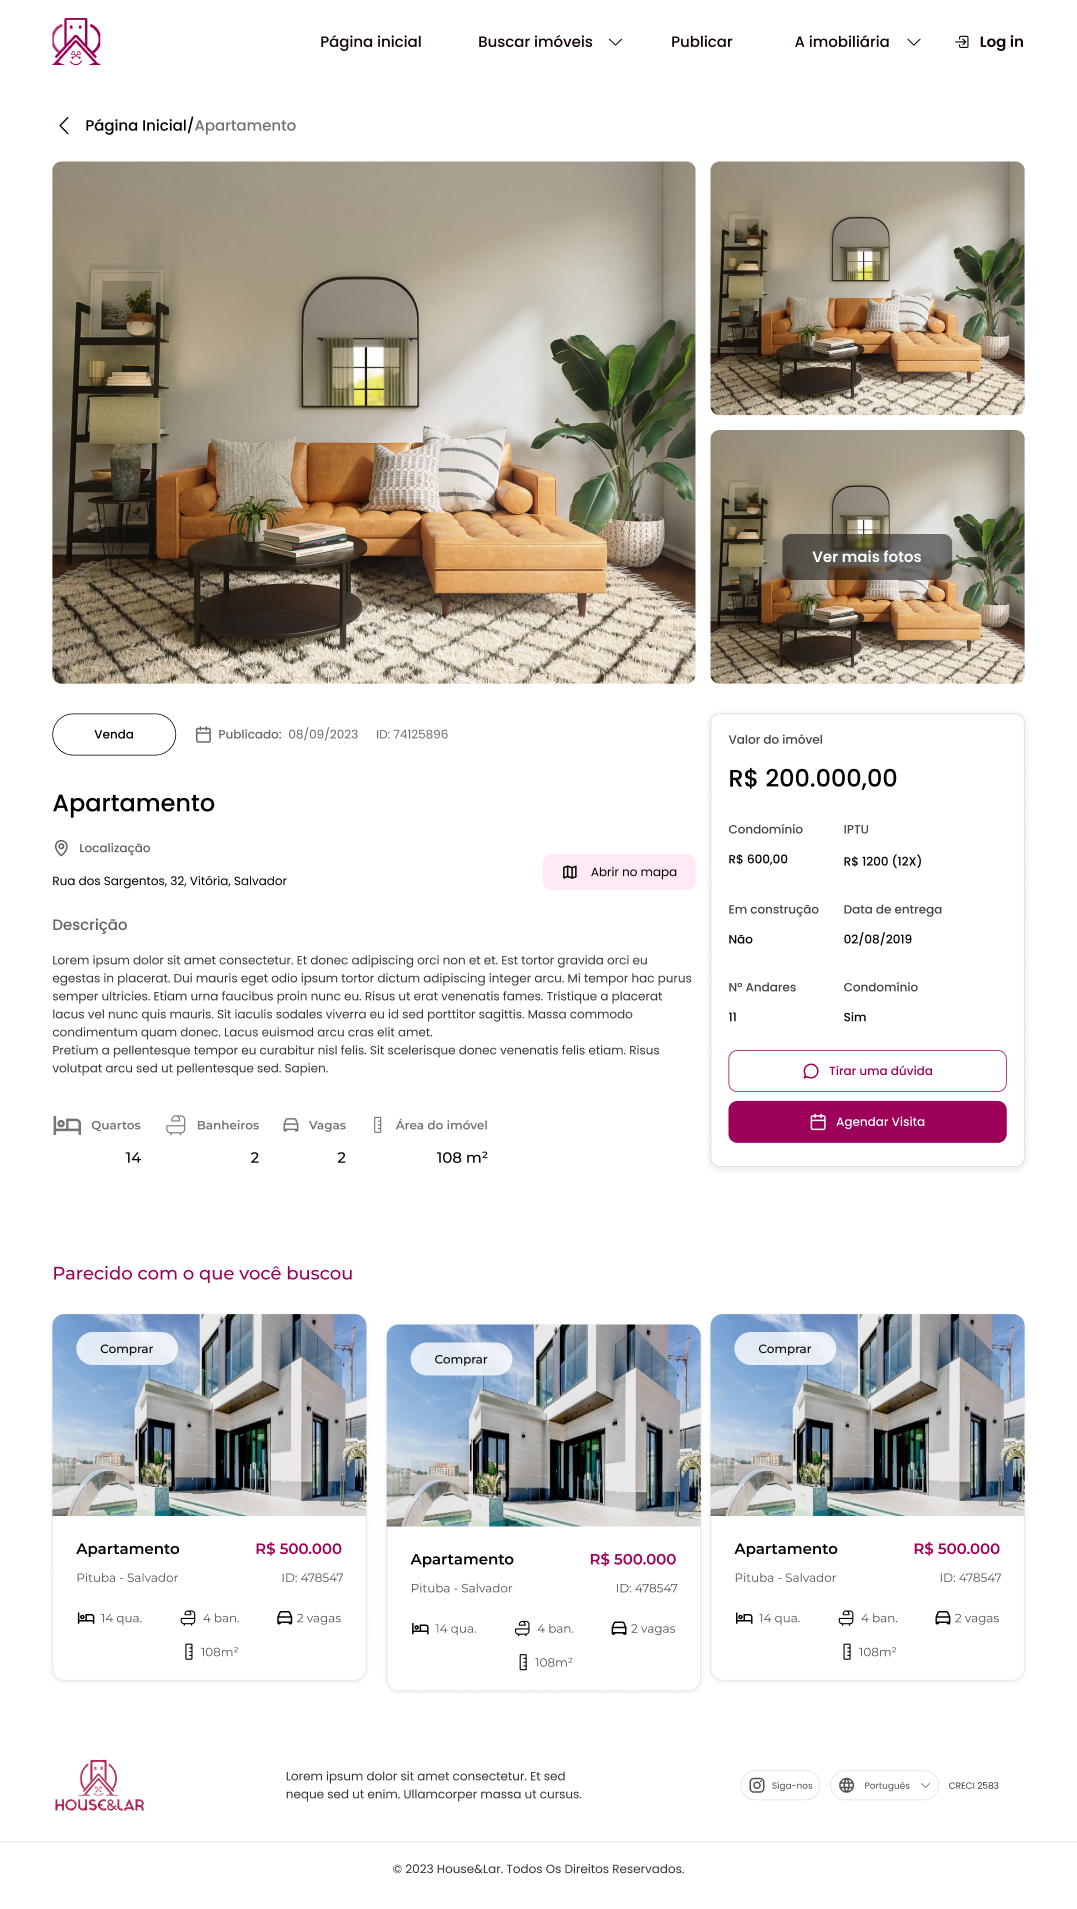 Página inicial
Buscar imóveis
Publicar
A imobiliária
Log in
Página Inicial/Apartamento
Ver mais fotos
Venda
Publicado: 08/09/2023
ID: 74125896
Apartamento
Localização
Rua dos Sargentos, 32, Vitória, Salvador
Abrir no mapa
Descrição
Lorem ipsum dolor sit amet consectetur. Et donec adipiscing orci non et et. Est tortor gravida orci eu
egestas in placerat. Dui mauris eget odio ipsum tortor dictum adipiscing integer arcu. Mi tempor hac purus
semper ultricies. Etiam urna faucibus proin nunc eu. Risus ut erat venenatis fames. Tristique a placerat
lacus vel nunc quis mauris. Sit iaculis sodales viverra eu id sed porttitor sagittis. Massa commodo
condimentum quam donec. Lacus euismod arcu cras elit amet.
Pretium a pellentesque tempor eu curabitur nisl felis. Sit scelerisque donec venenatis felis etiam. Risus
volutpat arcu sed ut pellentesque sed. Sapien.
Quartos
14
Banheiros
2
Vagas
2
Área do imóvel
108 m²
Valor do imóvel
R$ 200.000,00
Condomínio
R$ 600,00
IPTU
R$ 1200 (12X)
Em construção
Não
Data de entrega
02/08/2019
Nº Andares
11
Condomínio
Sim
Tirar uma dúvida
Agendar Visita
Parecido com o que você buscou
Comprar
Apartamento
R$ 500.000
Pituba - Salvador
ID: 478547
14 qua.
4 ban.
2 vagas
108m²
Comprar
Apartamento
R$ 500.000
Pituba - Salvador
ID: 478547
14 qua.
4 ban.
2 vagas
108m²
Comprar
Apartamento
R$ 500.000
Pituba - Salvador
ID: 478547
14 qua.
4 ban.
2 vagas
108m²
HOUSE&LAR
Lorem ipsum dolor sit amet consectetur. Et sed
neque sed ut enim. Ullamcorper massa ut cursus.
Siga-nos
Português
CRECI 2583
© 2023 House&Lar. Todos Os Direitos Reservados.